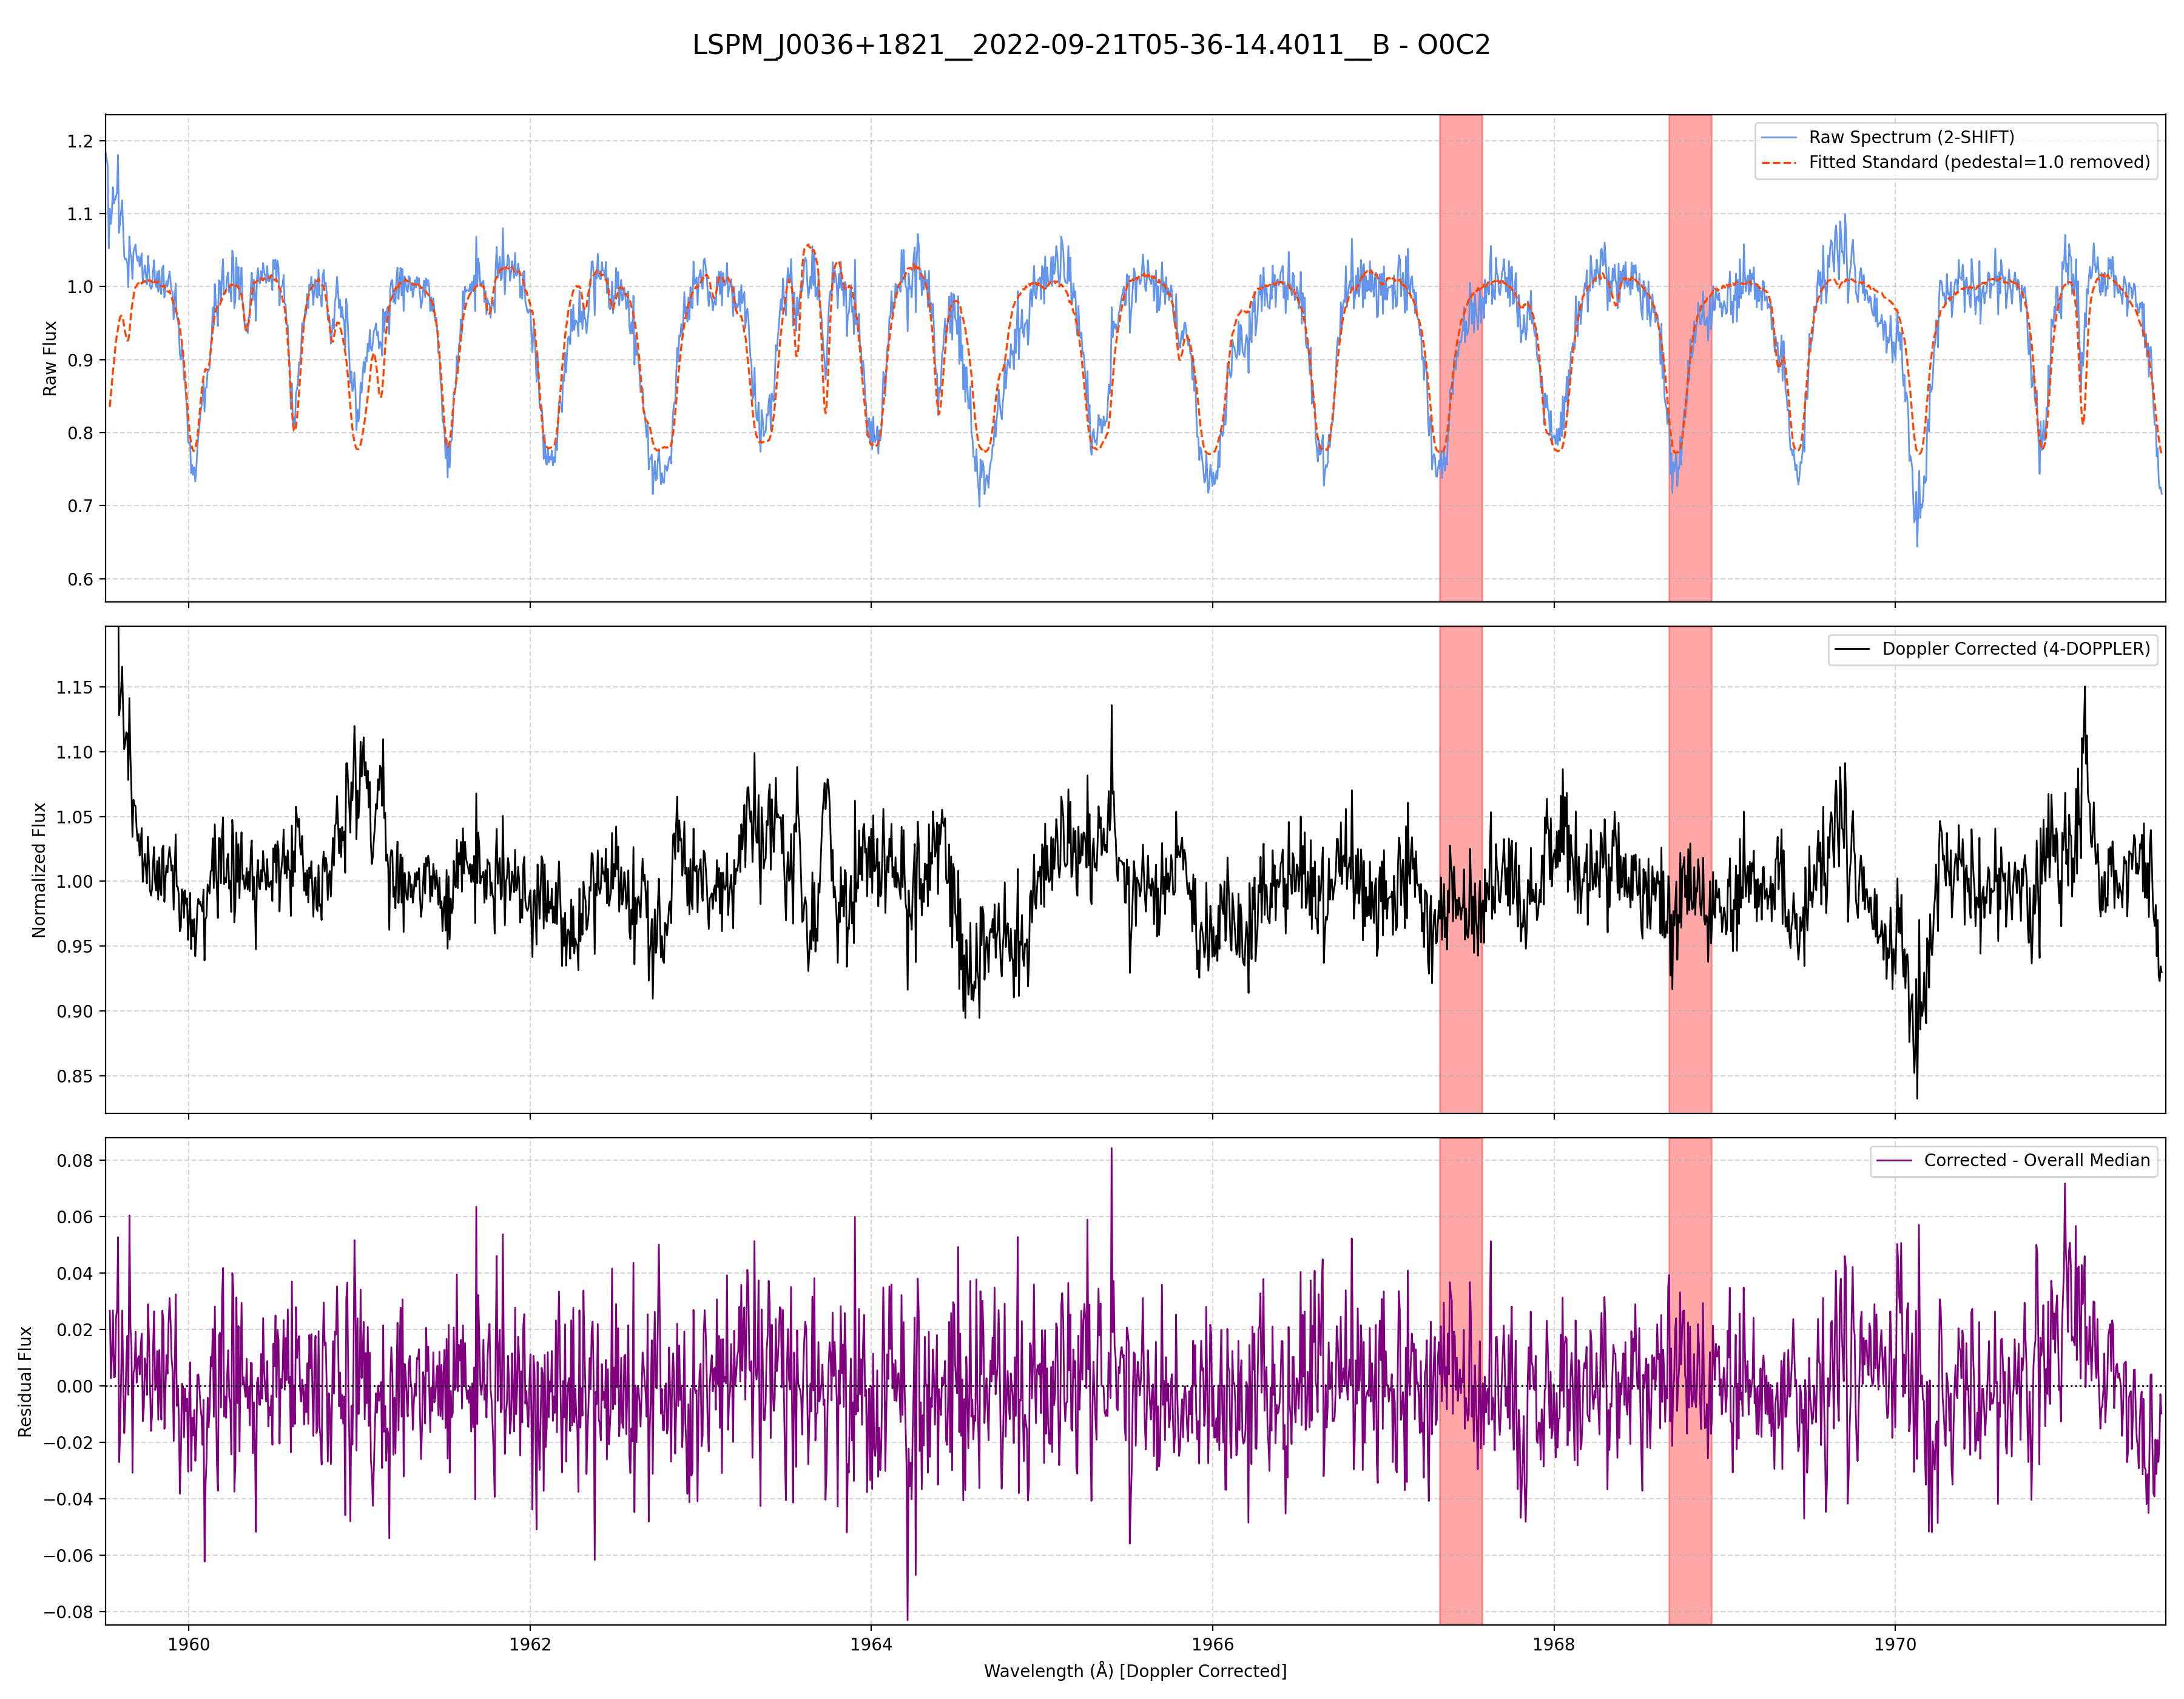 LSPM_J0036+1821__2022-09-21T05-36-14.4011__B - O0C2
Raw Flux
1.2
1.1
1.0
0.9
0.8
0.7
0.6
Raw Spectrum (2-SHIFT)
Fitted Standard (pedestal=1.0 removed)
Normalized Flux
1.15
1.10
1.05
1.00
0.95
0.90
0.85
Doppler Corrected (4-DOPPLER)
Residual Flux
0.08
0.06
0.04
0.02
0.00
−0.02
−0.04
−0.06
−0.08
Corrected - Overall Median
1960 1962 1964 1966 1968 1970
Wavelength (Å) [Doppler Corrected]